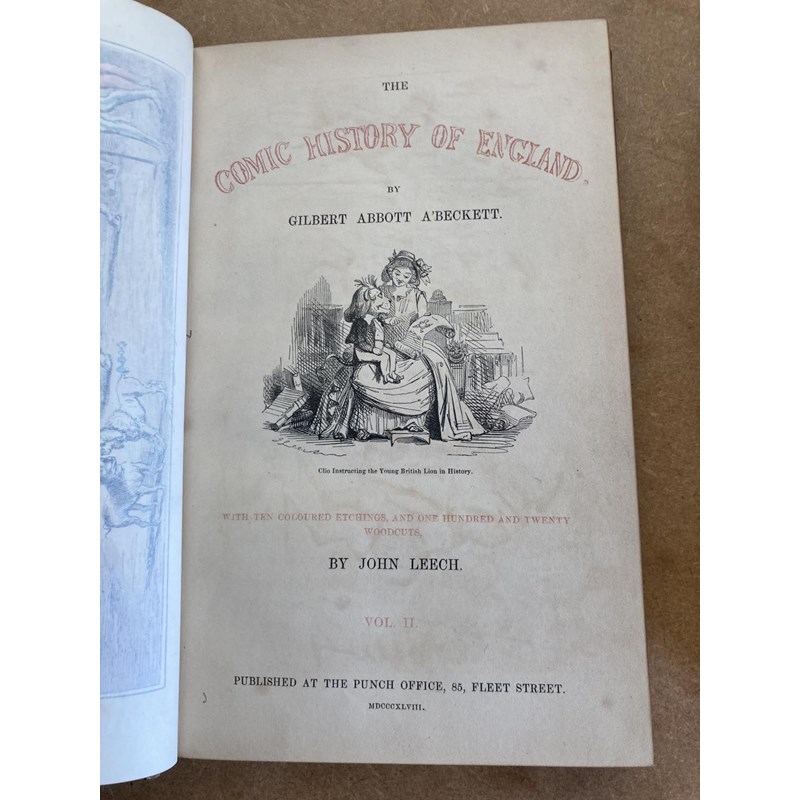 THE
COMIC HISTORY OF ENGLAND,
BY
GILBERT ABBOTT A'BECKETT.
Clio Instructing the Young British Lion in History.
WITH TEN COLOURED ETCHINGS, AND ONE HUNDRED AND TWENTY
WOODCUTS,
BY JOHN LEECH.
VOL. II.
PUBLISHED AT THE PUNCH OFFICE, 85, FLEET STREET.
MDCCCXLVIII.